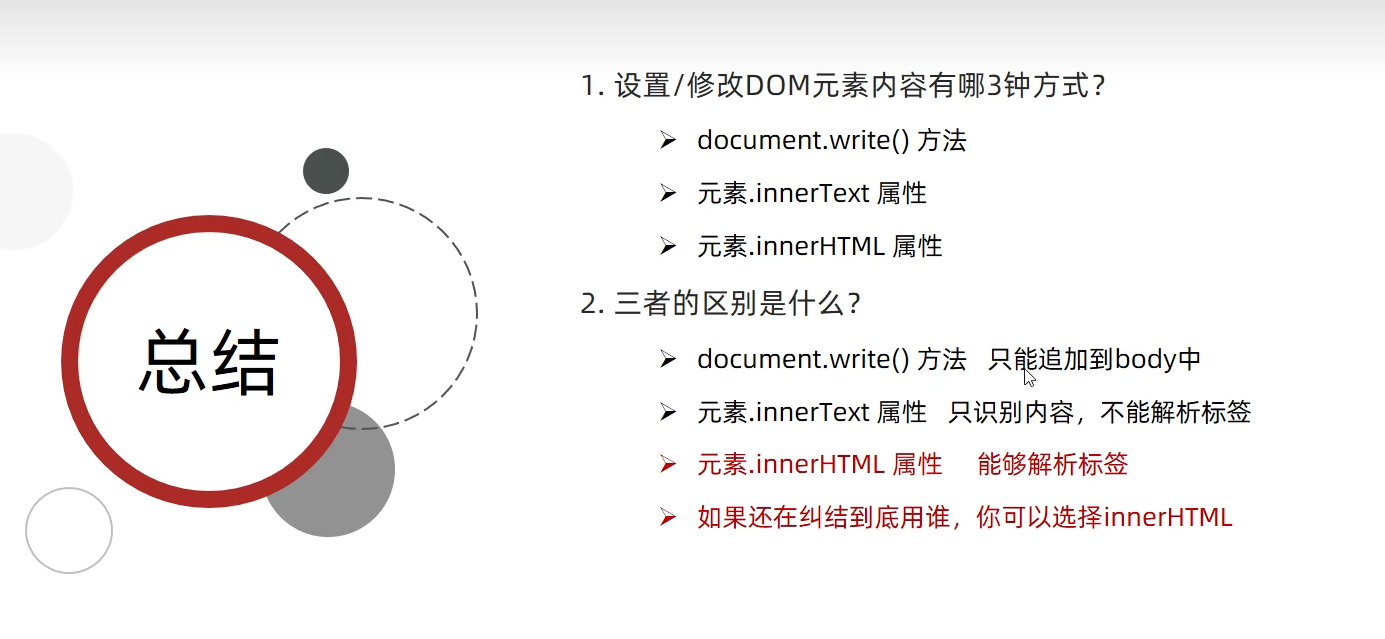 总结
1. 设置/修改DOM元素内容有哪3钟方式？
document.write() 方法
元素.innerText 属性
元素.innerHTML 属性
2. 三者的区别是什么？
document.write() 方法 只能追加到body中
元素.innerText 属性 只识别内容，不能解析标签
元素.innerHTML 属性 能够解析标签
如果还在纠结到底用谁，你可以选择innerHTML